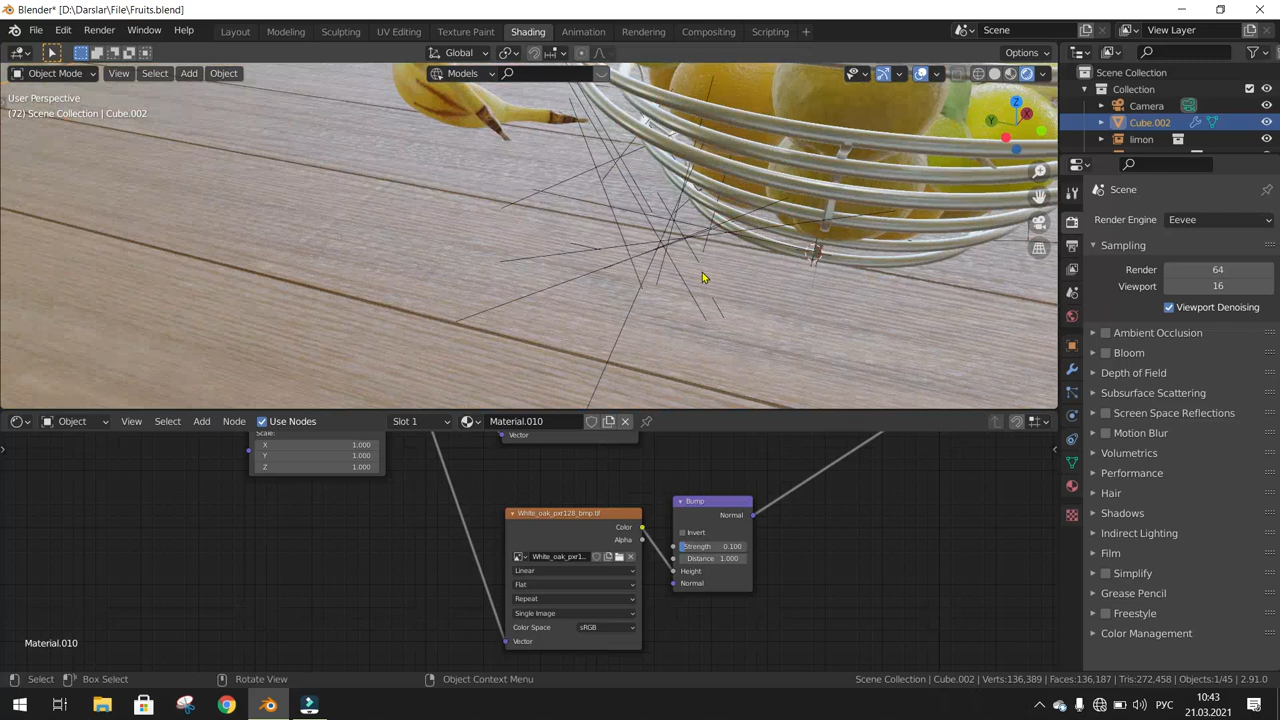 Blender* [D:\Darslar\File\Fruits.blend]
File Edit Render Window Help Layout Modeling Sculpting UV Editing Texture Paint Shading Animation Rendering Compositing Scripting Scene View Layer
Global Options
Object Mode View Select Add Object Models
User Perspective
(72) Scene Collection | Cube.002
Z
X
Y
Scene Collection
Collection
Camera
Cube.002
limon
Scene
Render Engine Eevee
Sampling
Render 64
Viewport 16
Viewport Denoising
Ambient Occlusion
Bloom
Depth of Field
Subsurface Scattering
Screen Space Reflections
Motion Blur
Volumetrics
Performance
Hair
Shadows
Indirect Lighting
Film
Simplify
Grease Pencil
Freestyle
Color Management
Object View Select Add Node Use Nodes Slot 1 Material.010
Scale:
X 1.000
Y 1.000
Z 1.000
Vector
White_oak_pxr128_bmp.tif
Color
Alpha
White_oak_pxr1...
Linear
Flat
Repeat
Single Image
Color Space sRGB
Vector
Bump
Normal
Invert
Strength 0.100
Distance 1.000
Height
Normal
Material.010
Select Box Select Rotate View Object Context Menu Scene Collection | Cube.002 | Verts:136,389 | Faces:136,187 | Tris:272,458 | Objects:1/45 | 2.91.0
РУС
10:43
21.03.2021